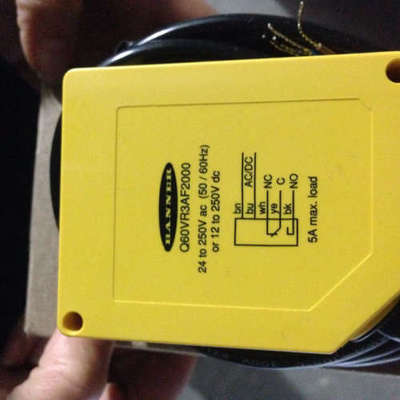 BANNER
Q60VR3AF2000
24 to 250V ac (50 / 60Hz)
or 12 to 250V dc
bn
bu
AC/DC
wh
NC
ye
C
bk
NO
5A max. load